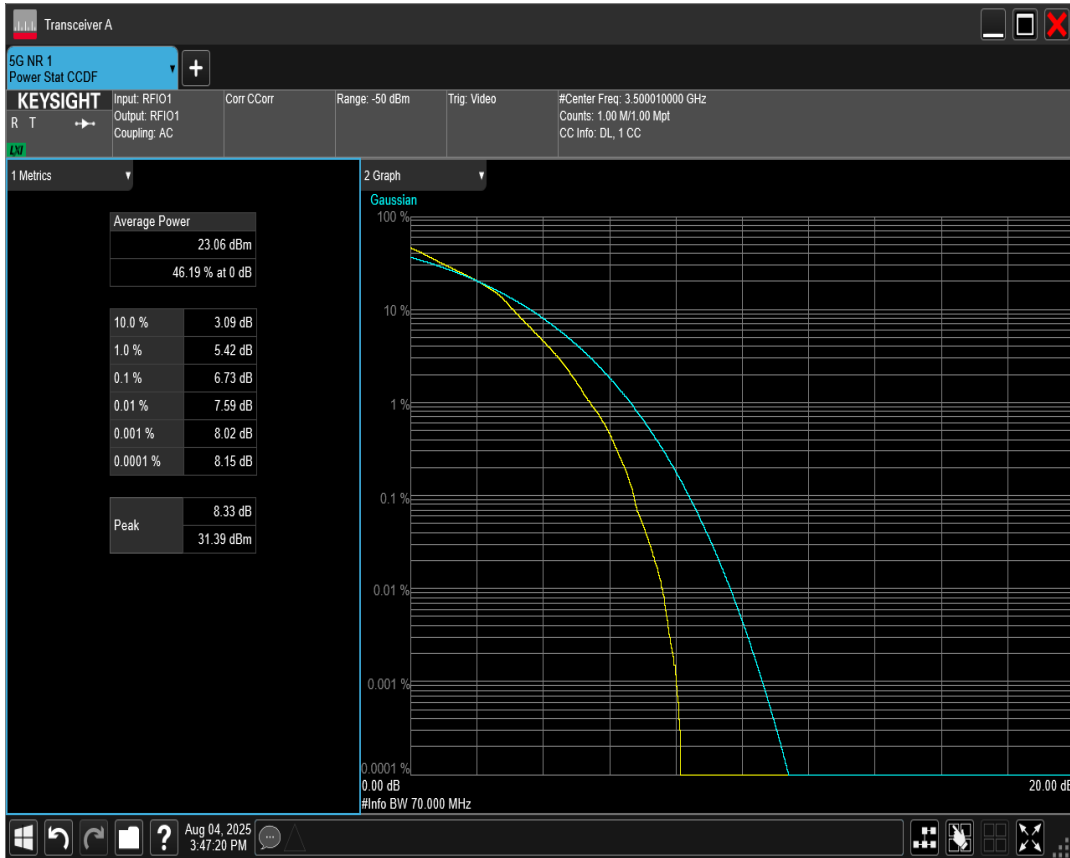 Transceiver A
5G NR 1
Power Stat CCDF
KEYSIGHT
R T
LXI
Input: RFIO1
Output: RFIO1
Coupling: AC
Corr CCorr
Range: -50 dBm
Trig: Video
#Center Freq: 3.500010000 GHz
Counts: 1.00 M/1.00 Mpt
CC Info: DL, 1 CC
1 Metrics
Average Power
23.06 dBm
46.19 % at 0 dB
10.0 % 3.09 dB
1.0 % 5.42 dB
0.1 % 6.73 dB
0.01 % 7.59 dB
0.001 % 8.02 dB
0.0001 % 8.15 dB
Peak
8.33 dB
31.39 dBm
2 Graph
Gaussian
100 %
10 %
1 %
0.1 %
0.01 %
0.001 %
0.0001 %
0.00 dB
20.00 dB
#Info BW 70.000 MHz
?
Aug 04, 2025
3:47:20 PM